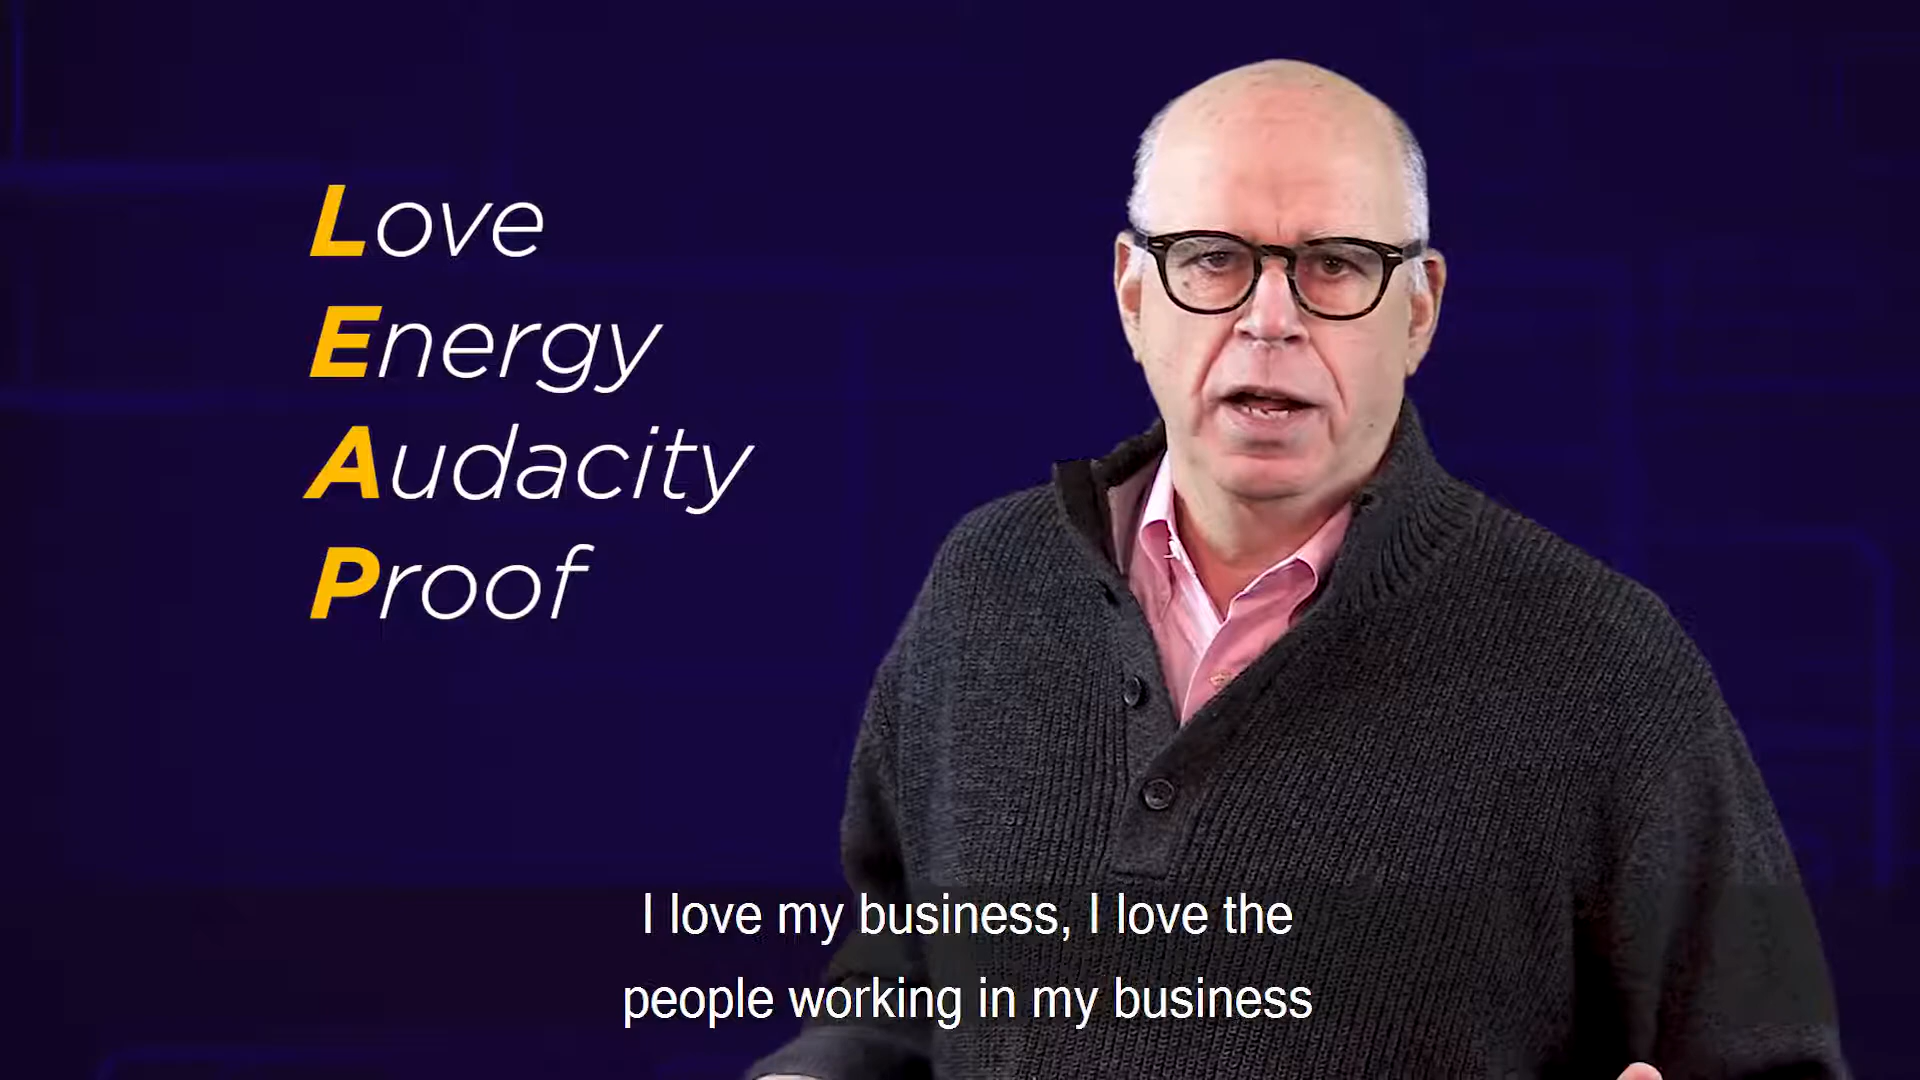 Love
Energy
Audacity
Proof
I love my business, I love the
people working in my business